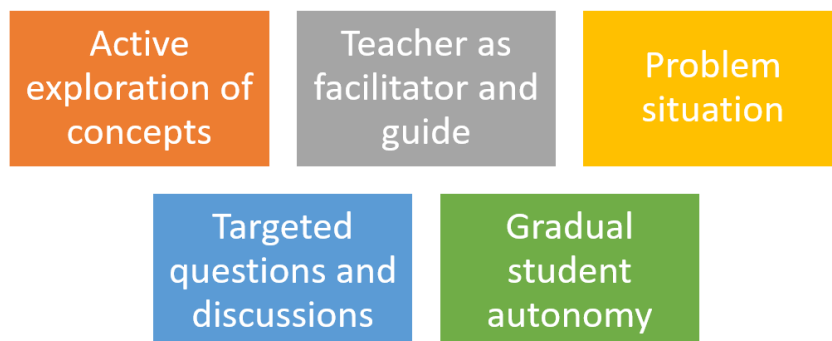 Active
exploration of
concepts
Teacher as
facilitator and
guide
Problem
situation
Targeted
questions and
discussions
Gradual
student
autonomy